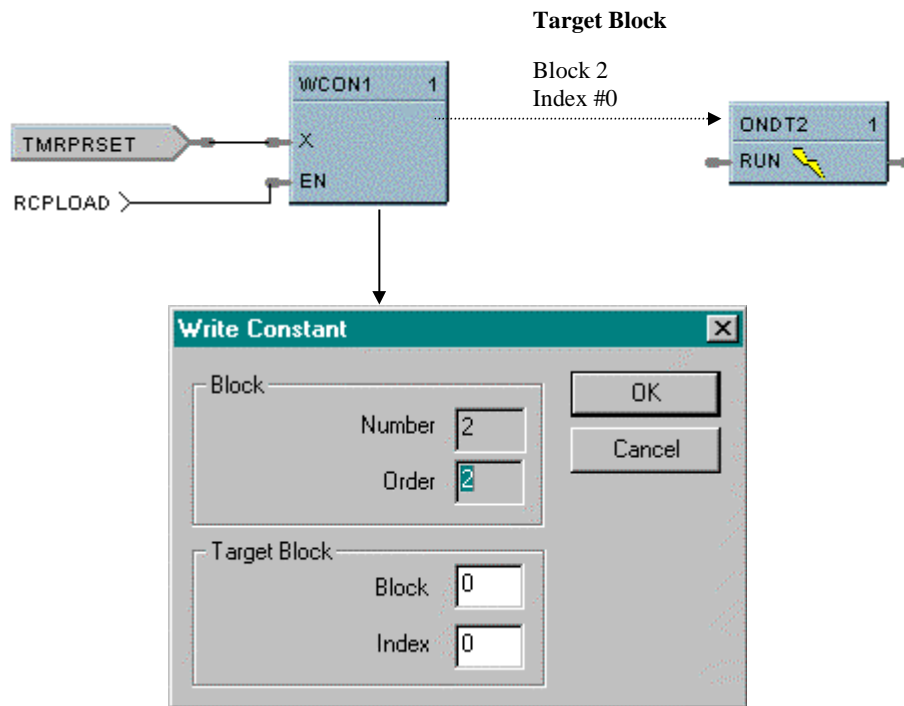 Target Block
Block 2
Index #0
WCON1 1
TMRPRSET
X
EN
RCPLOAD
ONDT2 1
RUN
Write Constant
Block
Number 2
Order 2
OK
Cancel
Target Block
Block 0
Index 0